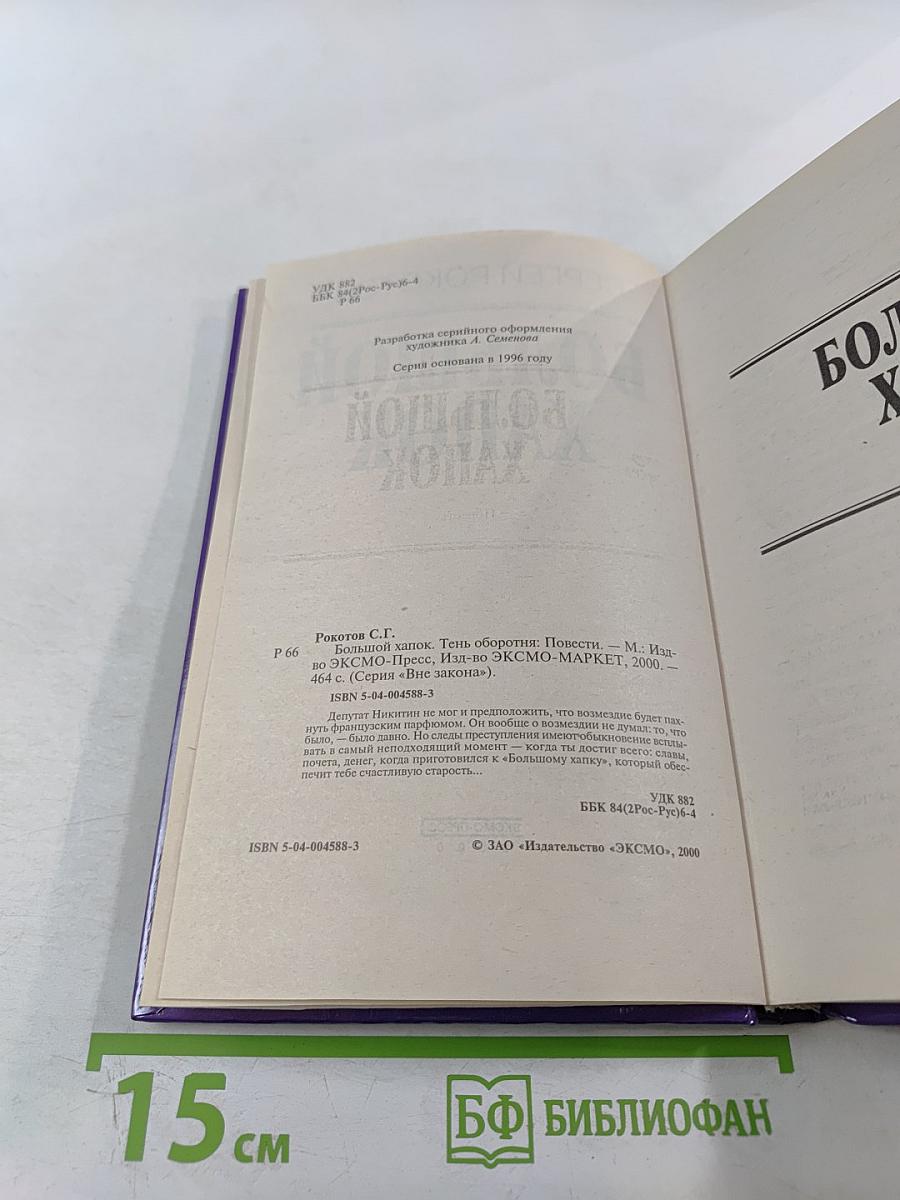 УДК 882
ББК 84(2Рос-Рус)6-4
Р 66
Разработка серийного оформления
художника А. Семенова
Серия основана в 1996 году
БОЛЬШОЙ
ХАПОК
Рокотов С.Г.
Р 66 Большой хапок. Тень оборотня: Повести. — М.: Изд-
во ЭКСМО-Пресс, Изд-во ЭКСМО-МАРКЕТ, 2000. —
464 с. (Серия «Вне закона»).
ISBN 5-04-004588-3
Депутат Никитин не мог и предположить, что возмездие будет пах-
нуть французским парфюмом. Он вообще о возмездии не думал: то, что
было, — было давно. Но следы преступления имеют обыкновение всплы-
вать в самый неподходящий момент — когда ты достиг всего: славы,
почета, денег, когда приготовился к «Большому хапку», который обес-
печит тебе счастливую старость...
УДК 882
ББК 84(2Рос-Рус)6-4
ISBN 5-04-004588-3
© ЗАО «Издательство «ЭКСМО», 2000
БОЛ
Х
15 см
БФ БИБЛИОФАН